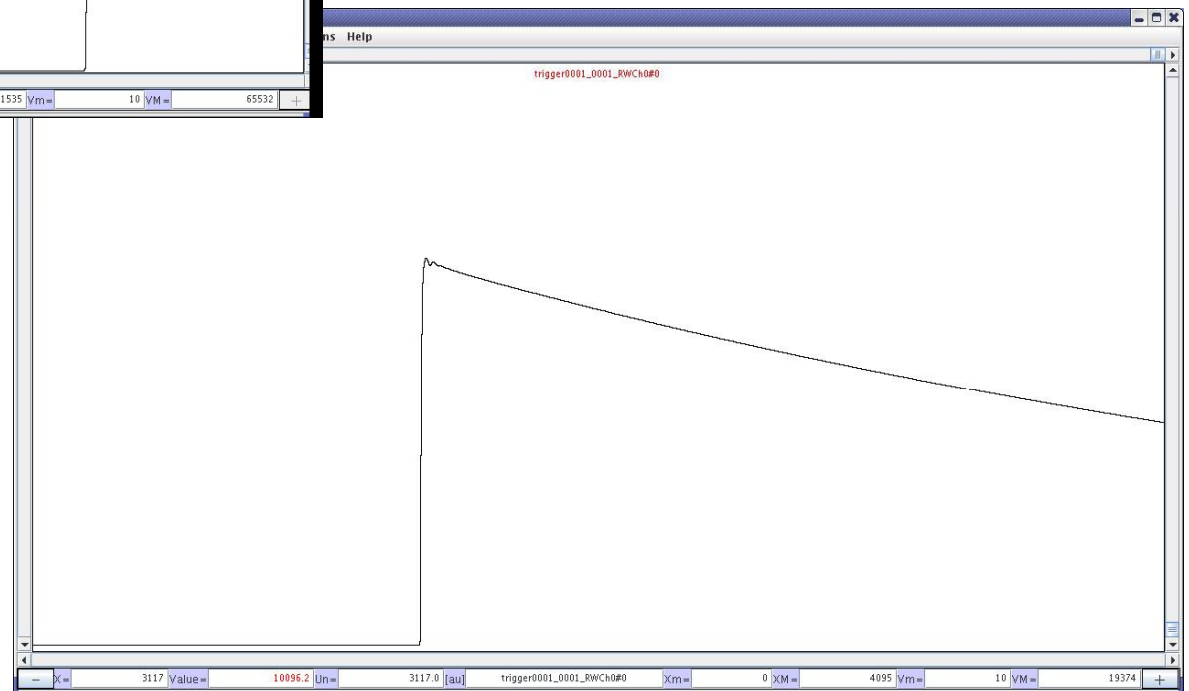 ns Help
trigger0001_0001_RWCh0#0
1535 Vm= 10 VM= 65532 +
- X= 3117 Value= 10096.2 Un= 3117.0 [au] trigger0001_0001_RWCh0#0 Xm= 0 XM= 4095 Vm= 10 VM= 19374 +